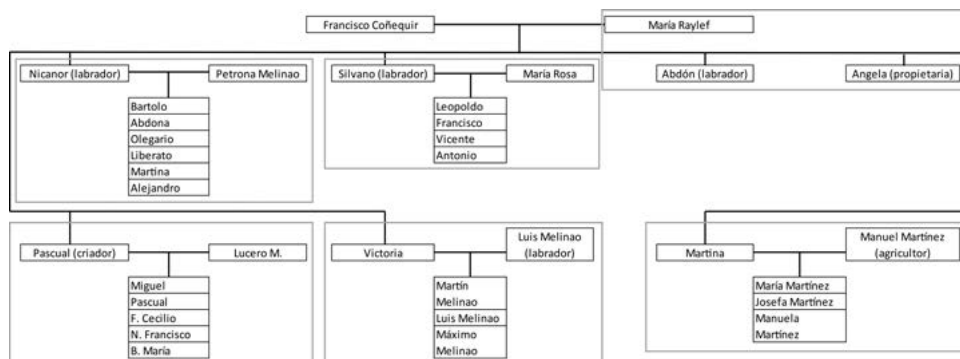 Francisco Coñequir
María Raylef
Nicanor (labrador)
Petrona Melinao
Silvano (labrador)
María Rosa
Abdón (labrador)
Angela (propietaria)
Bartolo
Abdona
Olegario
Liberato
Martina
Alejandro
Leopoldo
Francisco
Vicente
Antonio
Pascual (criador)
Lucero M.
Victoria
Luis Melinao
(labrador)
Martina
Manuel Martínez
(agricultor)
Miguel
Pascual
F. Cecilio
N. Francisco
B. María
Martín
Melinao
Luis Melinao
Máximo
Melinao
María Martínez
Josefa Martínez
Manuela
Martínez